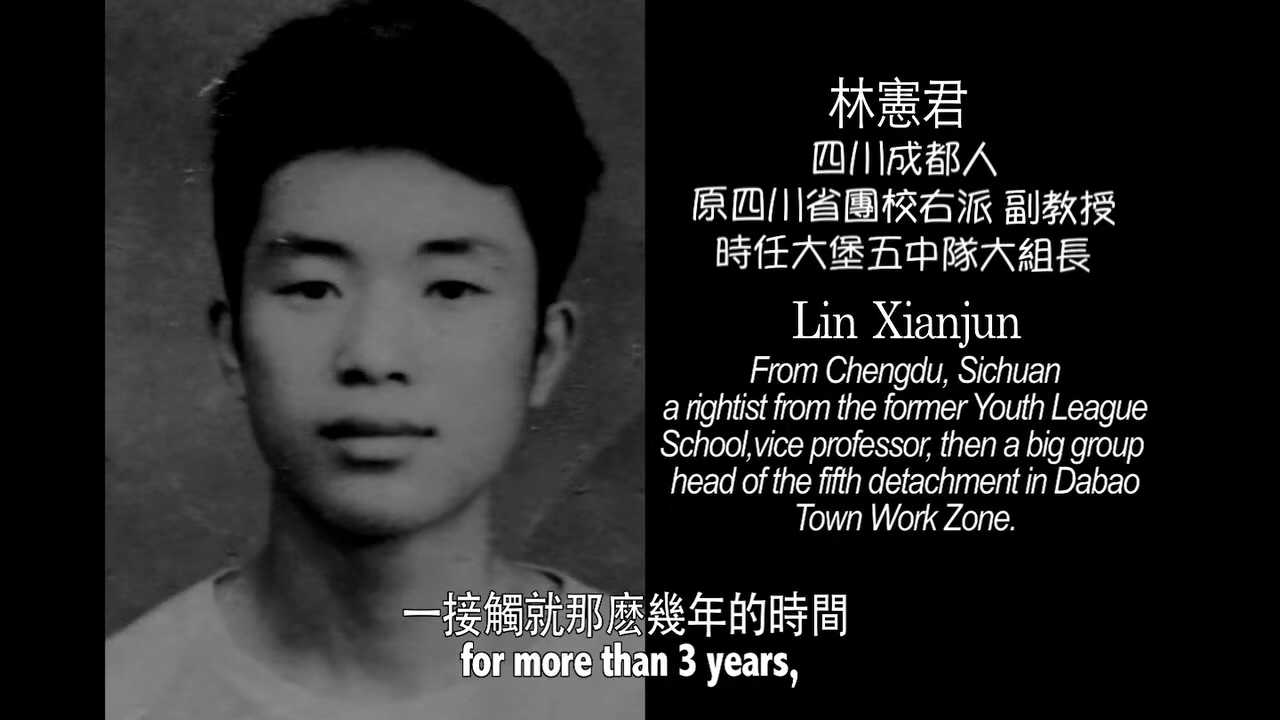 林憲君
四川成都人
原四川省團校右派 副教授
時任大堡五中隊大組長
Lin Xianjun
From Chengdu, Sichuan
a rightist from the former Youth League
School,vice professor, then a big group
head of the fifth detachment in Dabao
Town Work Zone.
一接觸就那麽幾年的時間
for more than 3 years,